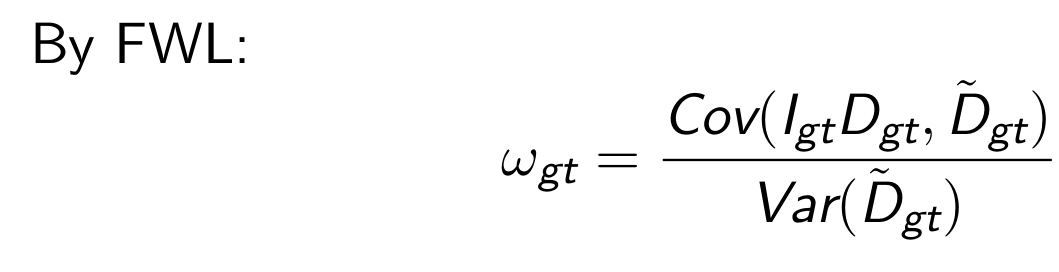 By FWL:
ω_gt = Cov(I_gt D_gt, D̃_gt) / Var(D̃_gt)